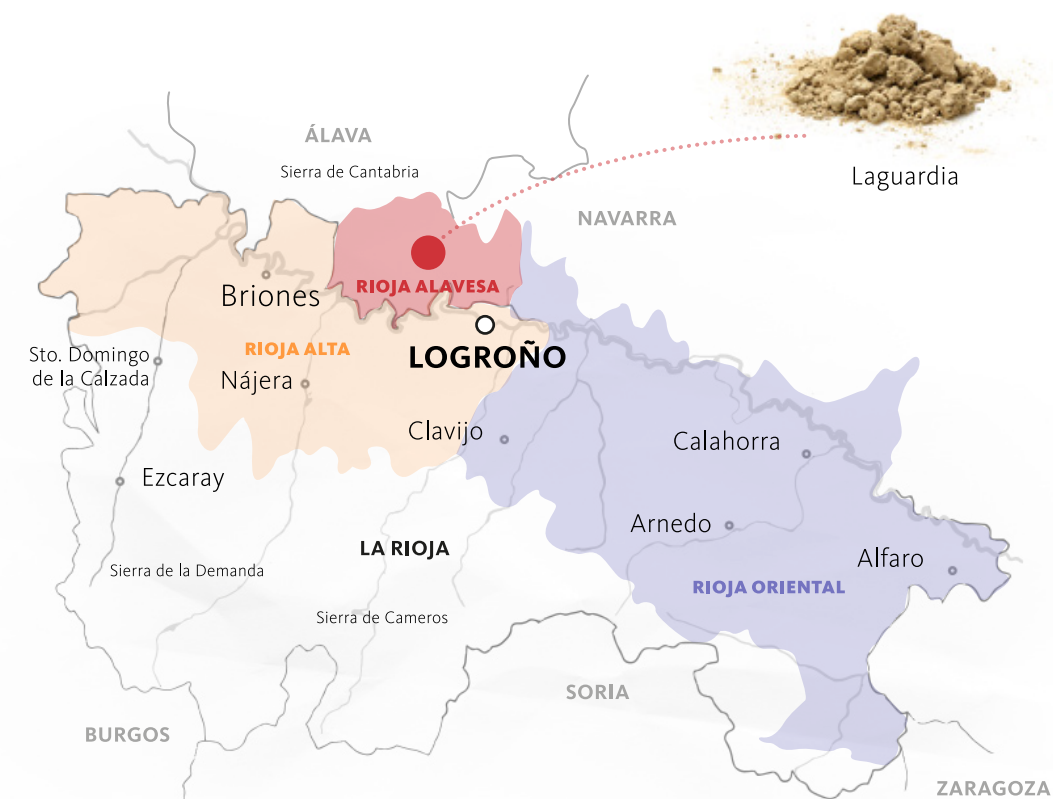 ÁLAVA
Sierra de Cantabria
Laguardia
NAVARRA
RIOJA ALAVESA
Briones
LOGROÑO
RIOJA ALTA
Sto. Domingo
de la Calzada
Nájera
Clavijo
Calahorra
Ezcaray
Arnedo
LA RIOJA
Alfaro
Sierra de la Demanda
RIOJA ORIENTAL
Sierra de Cameros
SORIA
BURGOS
ZARAGOZA